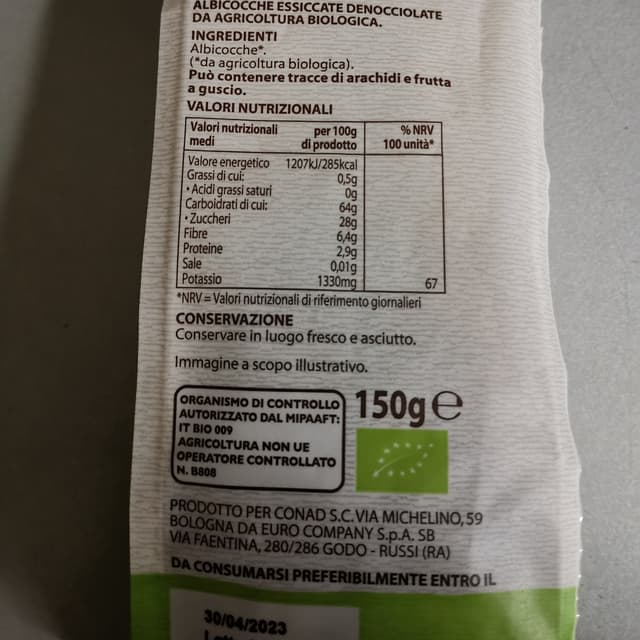 ALBICOCCHE ESSICCATE DENOCCIOLATE
DA AGRICOLTURA BIOLOGICA.
INGREDIENTI
Albicocche*.
(*da agricoltura biologica).
Può contenere tracce di arachidi e frutta
a guscio.
VALORI NUTRIZIONALI
Valori nutrizionali medi per 100g di prodotto % NRV 100 unità*
Valore energetico 1207kJ/285kcal
Grassi di cui: 0,5g
• Acidi grassi saturi 0g
Carboidrati di cui: 64g
• Zuccheri 28g
Fibre 6,4g
Proteine 2,9g
Sale 0,01g
Potassio 1330mg 67
*NRV = Valori nutrizionali di riferimento giornalieri
CONSERVAZIONE
Conservare in luogo fresco e asciutto.
Immagine a scopo illustrativo.
ORGANISMO DI CONTROLLO
AUTORIZZATO DAL MIPAAFT:
IT BIO 009
AGRICOLTURA NON UE
OPERATORE CONTROLLATO
N. B808
150g e
PRODOTTO PER CONAD S.C. VIA MICHELINO, 59
BOLOGNA DA EURO COMPANY S.p.A. SB
VIA FAENTINA, 280/286 GODO - RUSSI (RA)
DA CONSUMARSI PREFERIBILMENTE ENTRO IL
30/04/2023